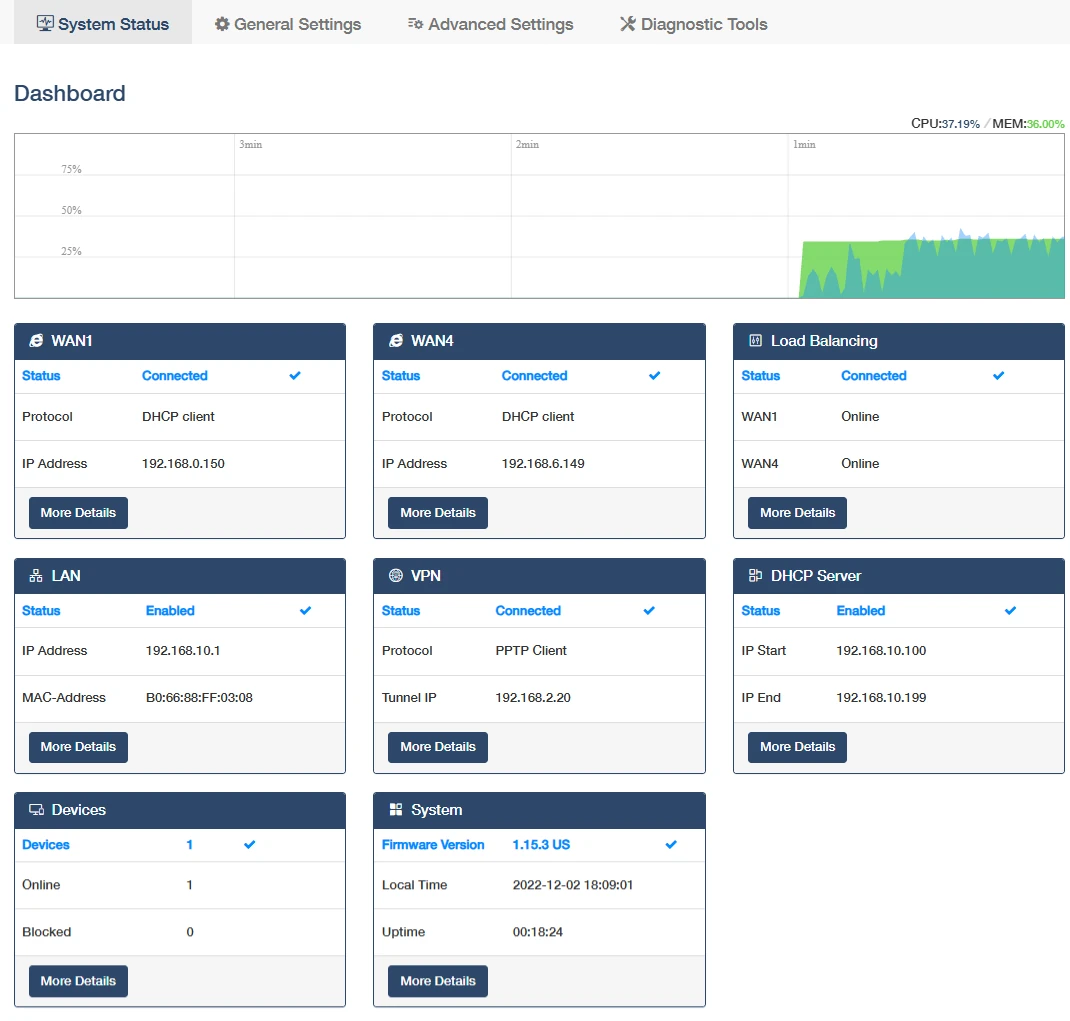 System Status General Settings Advanced Settings Diagnostic Tools
Dashboard
CPU:37.19% / MEM:36.00%
3min 2min 1min
75%
50%
25%
WAN1
Status Connected
Protocol DHCP client
IP Address 192.168.0.150
More Details
WAN4
Status Connected
Protocol DHCP client
IP Address 192.168.6.149
More Details
Load Balancing
Status Connected
WAN1 Online
WAN4 Online
More Details
LAN
Status Enabled
IP Address 192.168.10.1
MAC-Address B0:66:88:FF:03:08
More Details
VPN
Status Connected
Protocol PPTP Client
Tunnel IP 192.168.2.20
More Details
DHCP Server
Status Enabled
IP Start 192.168.10.100
IP End 192.168.10.199
More Details
Devices
Devices 1
Online 1
Blocked 0
More Details
System
Firmware Version 1.15.3 US
Local Time 2022-12-02 18:09:01
Uptime 00:18:24
More Details